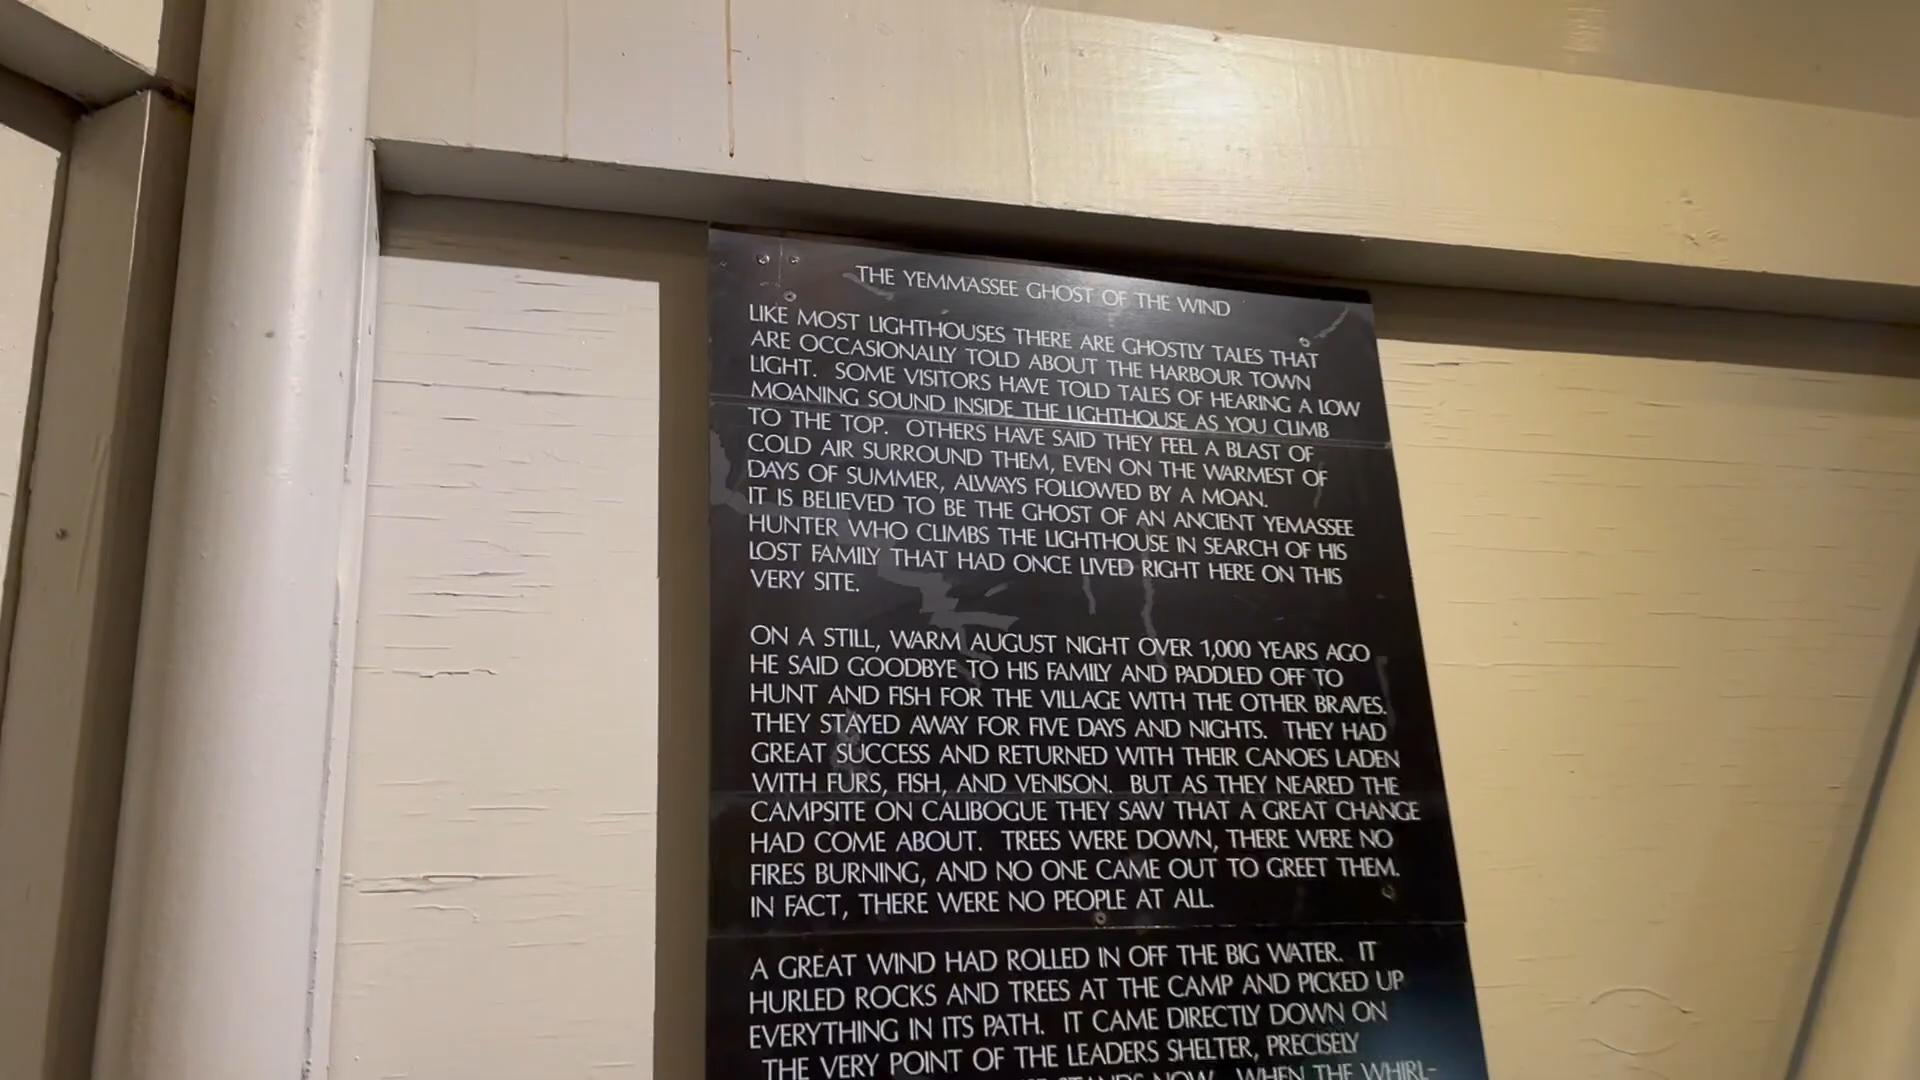 THE YEMMASSEE GHOST OF THE WIND
LIKE MOST LIGHTHOUSES THERE ARE GHOSTLY TALES THAT
ARE OCCASIONALLY TOLD ABOUT THE HARBOUR TOWN
LIGHT. SOME VISITORS HAVE TOLD TALES OF HEARING A LOW
MOANING SOUND INSIDE THE LIGHTHOUSE AS YOU CLIMB
TO THE TOP. OTHERS HAVE SAID THEY FEEL A BLAST OF
COLD AIR SURROUND THEM, EVEN ON THE WARMEST OF
DAYS OF SUMMER, ALWAYS FOLLOWED BY A MOAN.
IT IS BELIEVED TO BE THE GHOST OF AN ANCIENT YEMASSEE
HUNTER WHO CLIMBS THE LIGHTHOUSE IN SEARCH OF HIS
LOST FAMILY THAT HAD ONCE LIVED RIGHT HERE ON THIS
VERY SITE.
ON A STILL, WARM AUGUST NIGHT OVER 1,000 YEARS AGO
HE SAID GOODBYE TO HIS FAMILY AND PADDLED OFF TO
HUNT AND FISH FOR THE VILLAGE WITH THE OTHER BRAVES.
THEY STAYED AWAY FOR FIVE DAYS AND NIGHTS. THEY HAD
GREAT SUCCESS AND RETURNED WITH THEIR CANOES LADEN
WITH FURS, FISH, AND VENISON. BUT AS THEY NEARED THE
CAMPSITE ON CALIBOGUE THEY SAW THAT A GREAT CHANGE
HAD COME ABOUT. TREES WERE DOWN, THERE WERE NO
FIRES BURNING, AND NO ONE CAME OUT TO GREET THEM.
IN FACT, THERE WERE NO PEOPLE AT ALL.
A GREAT WIND HAD ROLLED IN OFF THE BIG WATER. IT
HURLED ROCKS AND TREES AT THE CAMP AND PICKED UP
EVERYTHING IN ITS PATH. IT CAME DIRECTLY DOWN ON
THE VERY POINT OF THE LEADERS SHELTER, PRECISELY
STANDS NOW. WHEN THE WHIRL-